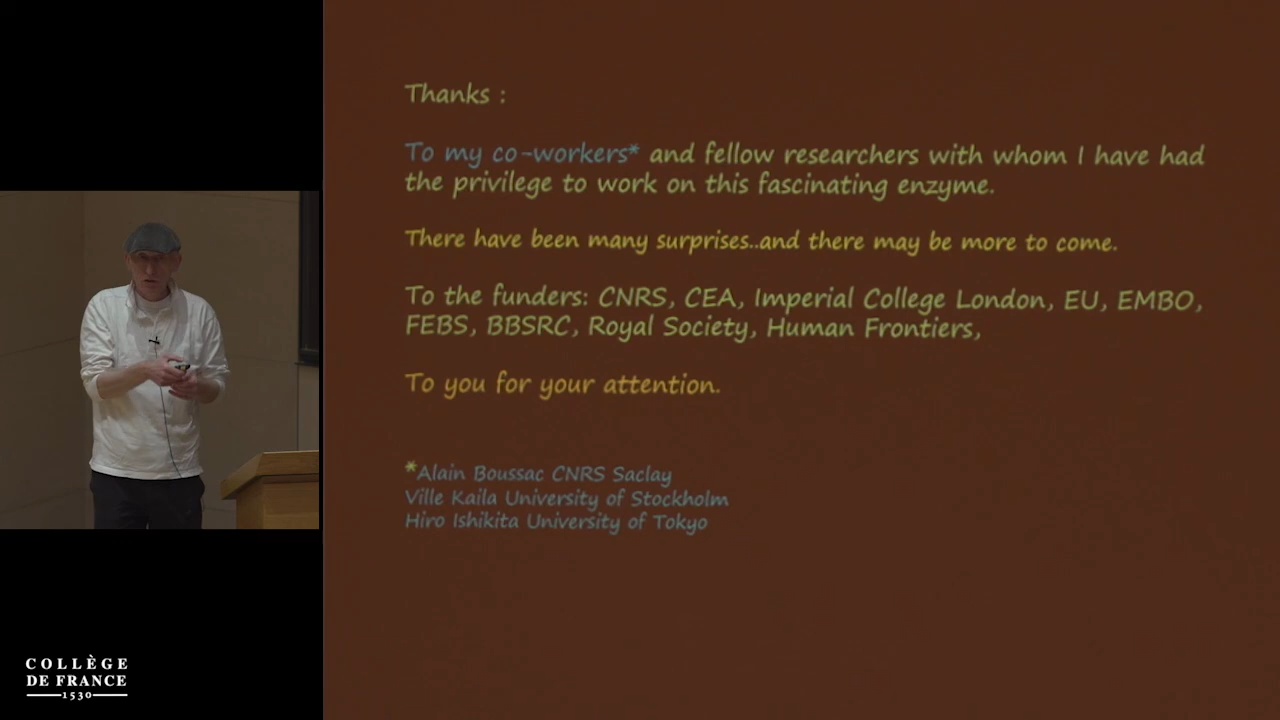 Thanks :
To my co-workers* and fellow researchers with whom I have had
the privilege to work on this fascinating enzyme.
There have been many surprises..and there may be more to come.
To the funders: CNRS, CEA, Imperial College London, EU, EMBO,
FEBS, BBSRC, Royal Society, Human Frontiers,
To you for your attention.
*Alain Boussac CNRS Saclay
Ville Kaila University of Stockholm
Hiro Ishikita University of Tokyo
COLLÈGE
DE FRANCE
1530